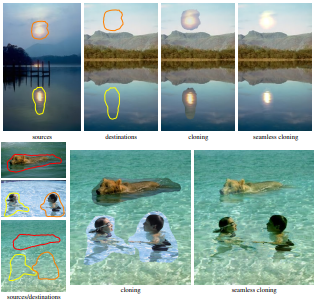 sources
destinations
cloning
seamless cloning
sources/destinations
cloning
seamless cloning